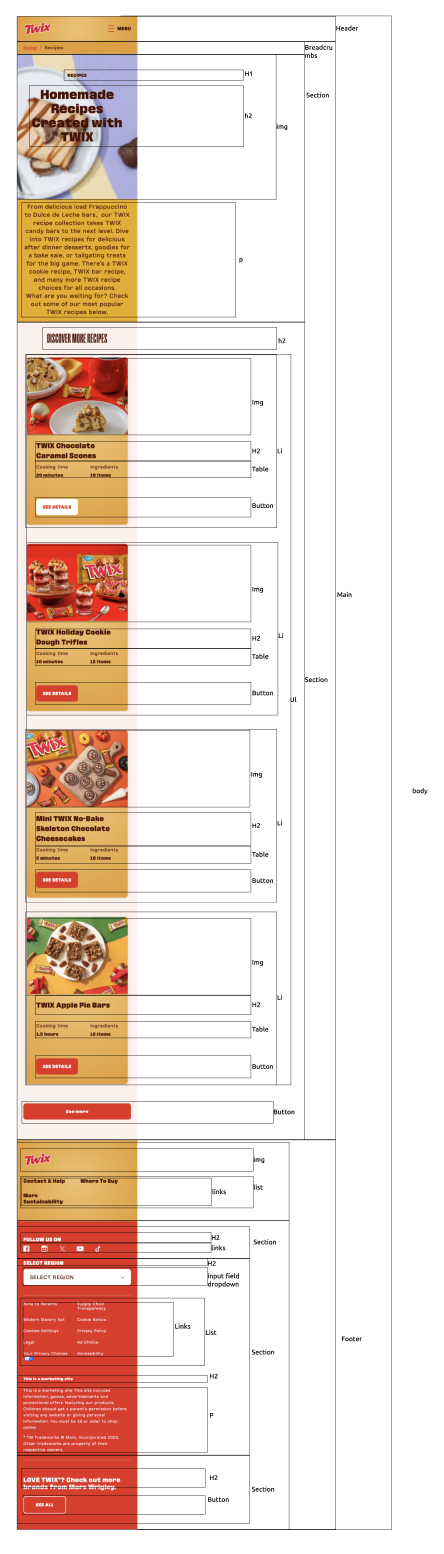 Twix
MENU
Header
Home / Recipes
Breadcru
mbs
RECIPES
H1
Section
Homemade
Recipes
Created with
TWIX
h2
img
From delicious iced Frappuccino
to Dulce de Leche bars, our TWIX
recipe collection takes TWIX
candy bars to the next level. Dive
into TWIX recipes for delicious
after dinner desserts, goodies for
a bake sale, or tailgating treats
for the big game. There's a TWIX
cookie recipe, TWIX bar recipe,
and many more TWIX recipe
choices for all occasions.
What are you waiting for? Check
out some of our most popular
TWIX recipes below.
p
DISCOVER MORE RECIPES
h2
Img
TWIX Chocolate
Caramel Scones
H2
Li
Cooking time Ingredients
20 minutes 10 Items
Table
SEE DETAILS
Button
Twix
Img
Main
TWIX Holiday Cookie
Dough Trifles
H2
Li
Cooking time Ingredients
10 minutes 12 Items
Table
Section
SEE DETAILS
Button
Ul
Twix
Img
body
Mini TWIX No-Bake
Skeleton Chocolate
Cheesecakes
H2
Li
Cooking time Ingredients
5 minutes 10 Items
Table
SEE DETAILS
Button
Img
TWIX Apple Pie Bars
H2
Li
Cooking time Ingredients
1.5 hours 12 Items
Table
SEE DETAILS
Button
See more
Button
Twix
img
Contact & Help Where To Buy
Mars
Sustainability
links
list
FOLLOW US ON
H2
links
Section
SELECT REGION
H2
SELECT REGION
input field
dropdown
Note to Parents Supply Chain
Transparency
Modern Slavery Act Cookie Notice
Cookies Settings Privacy Policy
Legal Ad Choice
Your Privacy Choices Accessibility
Links
List
Footer
Section
This is a marketing site
H2
This is a marketing site This site includes
information, games, advertisements and
promotional offers featuring our products.
Children should get a parent's permission before
visiting any website or giving personal
information. You must be 16 or older to shop
online.
* TM Trademarks @ Mars, Incorporated 2025.
Other trademarks are property of their
respective owners.
P
LOVE TWIX®? Check out more
brands from Mars Wrigley.
H2
SEE ALL
Button
Section